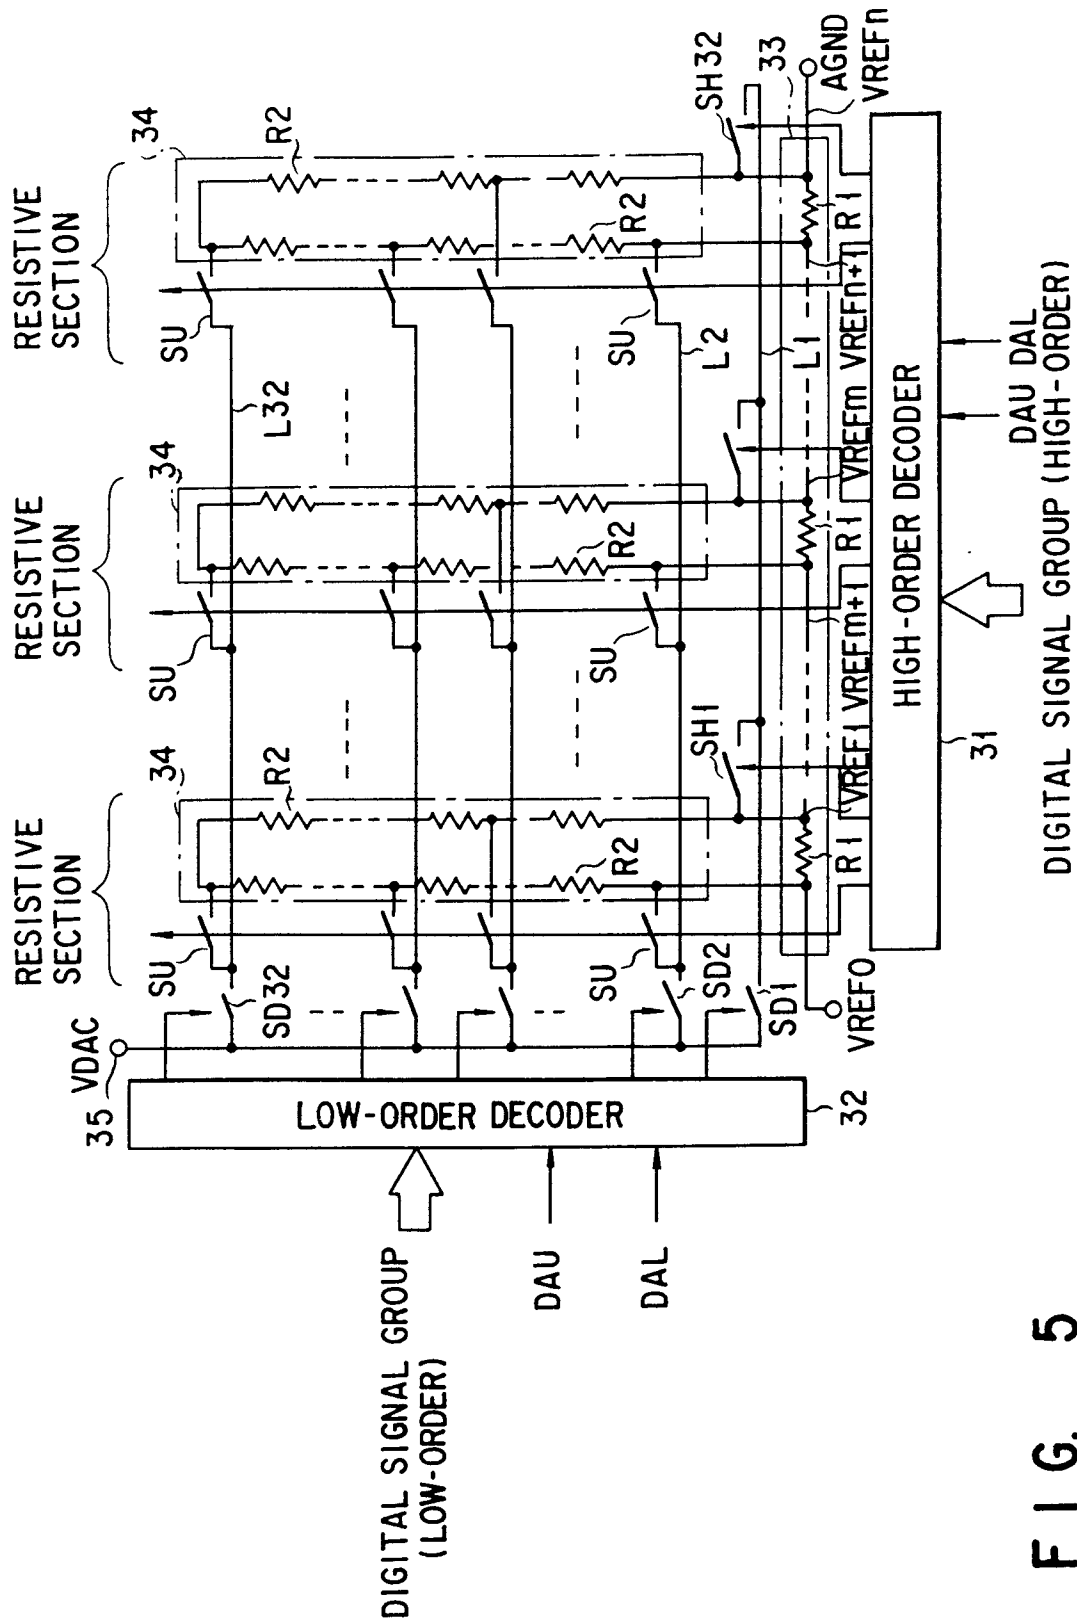 RESISTIVE
SECTION
RESISTIVE
SECTION
RESISTIVE
SECTION
34
34
34
R2
R2
R2
R2
R2
SU
SU
SU
SU
SU
SU
L32
L2
L1
SH1
SH32
33
AGND
VREFn
VDAC
35
SD32
SD2
SD1
VREF0
R1
VREF1
VREFm+1
R1
VREFm
VREFn+1
R1
LOW-ORDER DECODER
32
HIGH-ORDER DECODER
31
DIGITAL SIGNAL GROUP
(LOW-ORDER)
DAU
DAL
DAU DAL
DIGITAL SIGNAL GROUP (HIGH-ORDER)
FIG. 5